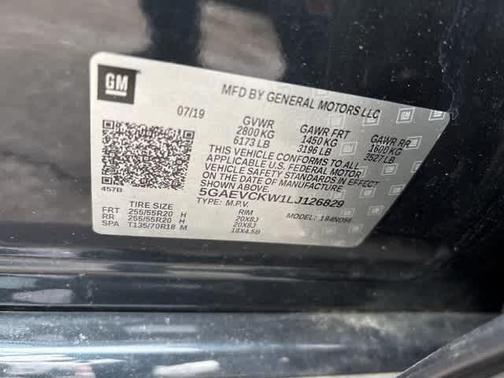 GM
07/19
MFD BY GENERAL MOTORS LLC
GVWR GAWR FRT GAWR RR
2800 KG 1450 KG 1600 KG
6173 LB 3196 LB 3527 LB
THIS VEHICLE CONFORMS TO ALL
APPLICABLE U.S. FEDERAL MOTOR
VEHICLE SAFETY STANDARDS IN EFFECT
ON THE DATE OF MANUFACTURE SHOWN
ABOVE.
5GAEVCKW1LJ126829
457B
TYPE: M.P.V. MODEL:
TIRE SIZE RIM
FRT 255/55R20 H 20X8J
RR 255/55R20 H 20X8J
SPA T135/70R18 M 18X4.5B